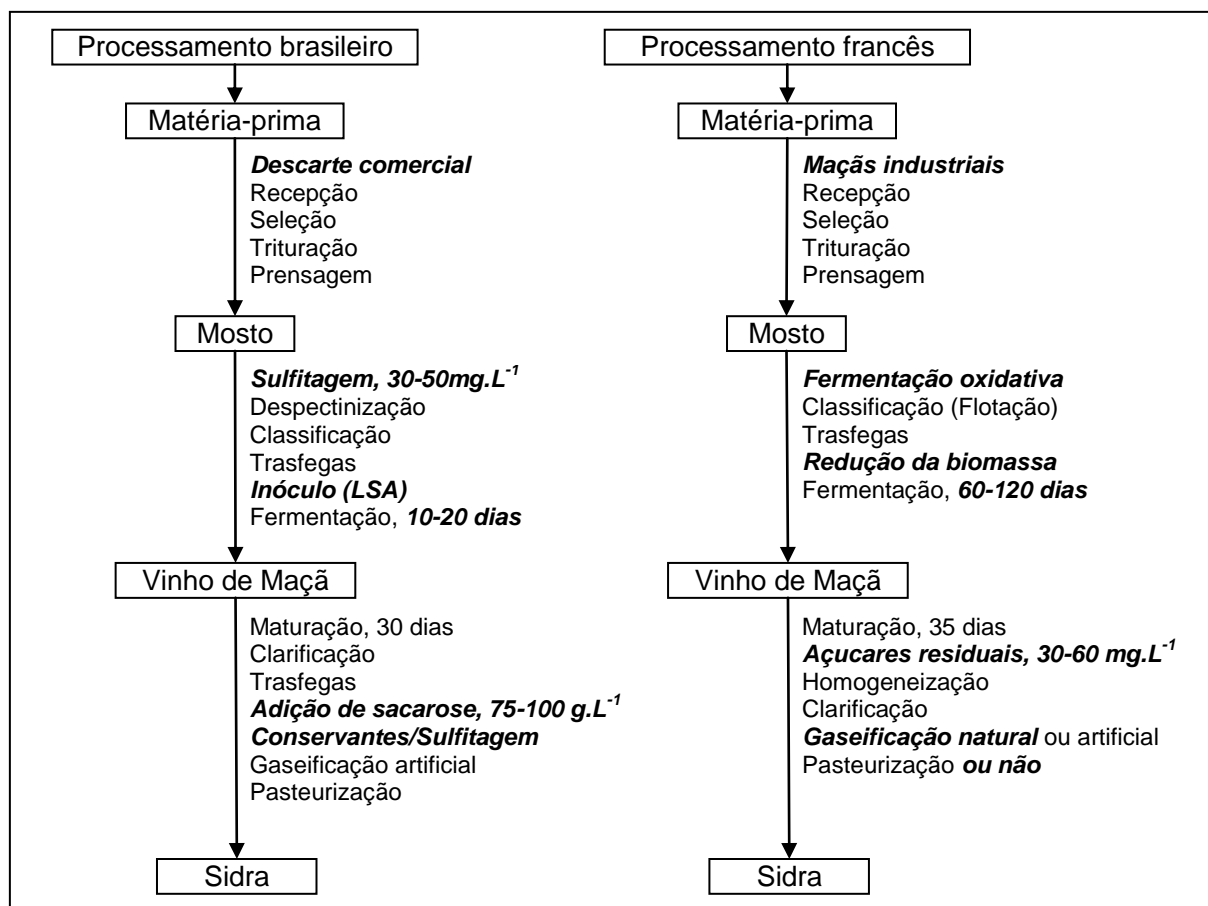 Processamento brasileiro
Matéria-prima
Descarte comercial
Recepção
Seleção
Trituração
Prensagem
Mosto
Sulfitagem, 30-50mg.L⁻¹
Despectinização
Classificação
Trasfegas
Inóculo (LSA)
Fermentação, 10-20 dias
Vinho de Maçã
Maturação, 30 dias
Clarificação
Trasfegas
Adição de sacarose, 75-100 g.L⁻¹
Conservantes/Sulfitagem
Gaseificação artificial
Pasteurização
Sidra
Processamento francês
Matéria-prima
Maçãs industriais
Recepção
Seleção
Trituração
Prensagem
Mosto
Fermentação oxidativa
Classificação (Flotação)
Trasfegas
Redução da biomassa
Fermentação, 60-120 dias
Vinho de Maçã
Maturação, 35 dias
Açucares residuais, 30-60 mg.L⁻¹
Homogeneização
Clarificação
Gaseificação natural ou artificial
Pasteurização ou não
Sidra